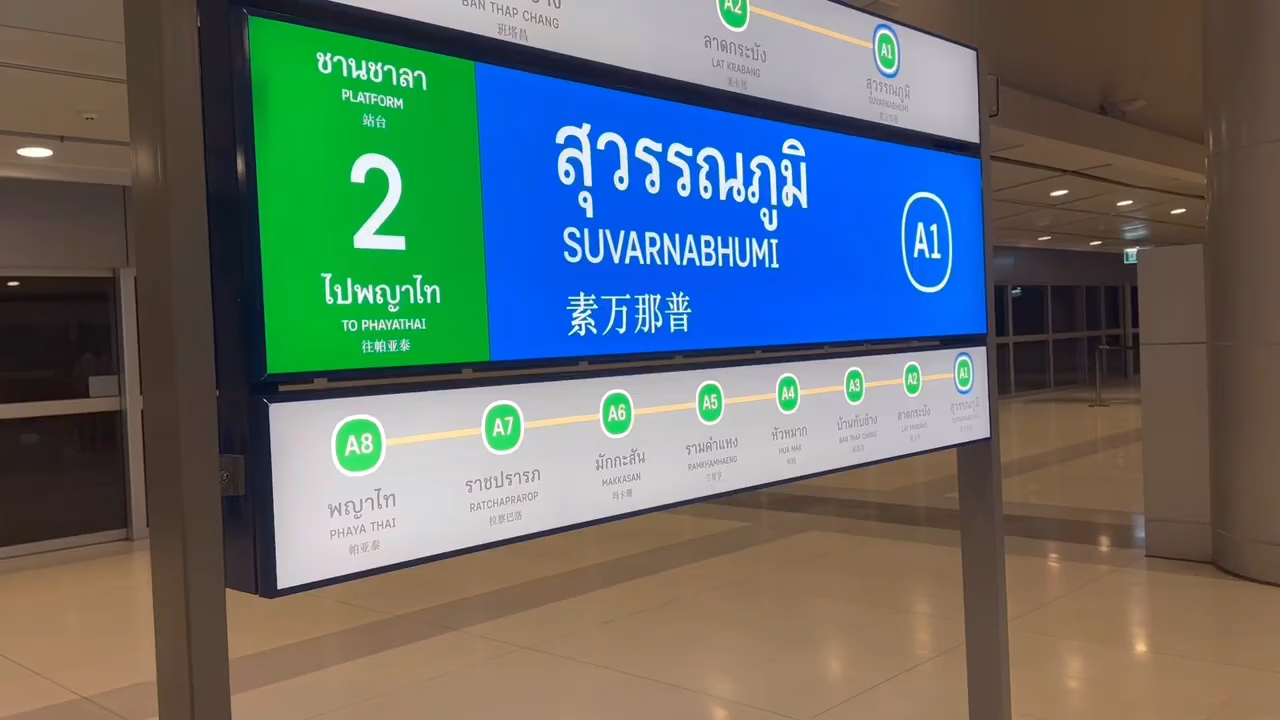 BAN THAP CHANG
班塔昌
A2
ลาดกระบัง
LAT KRABANG
A1
สุวรรณภูมิ
SUVARNABHUMI
ชานชาลา
PLATFORM
站台
2
ไปพญาไท
TO PHAYATHAI
往帕亚泰
สุวรรณภูมิ
SUVARNABHUMI
素万那普
A1
A8
พญาไท
PHAYA THAI
帕亚泰
A7
ราชปรารภ
RATCHAPRAROP
拉察巴洛
A6
มักกะสัน
MAKKASAN
玛卡珊
A5
รามคำแหง
RAMKHAMHAENG
A4
หัวหมาก
HUA MAK
A3
บ้านทับช้าง
BAN THAP CHANG
A2
ลาดกระบัง
LAT KRABANG
A1
สุวรรณภูมิ